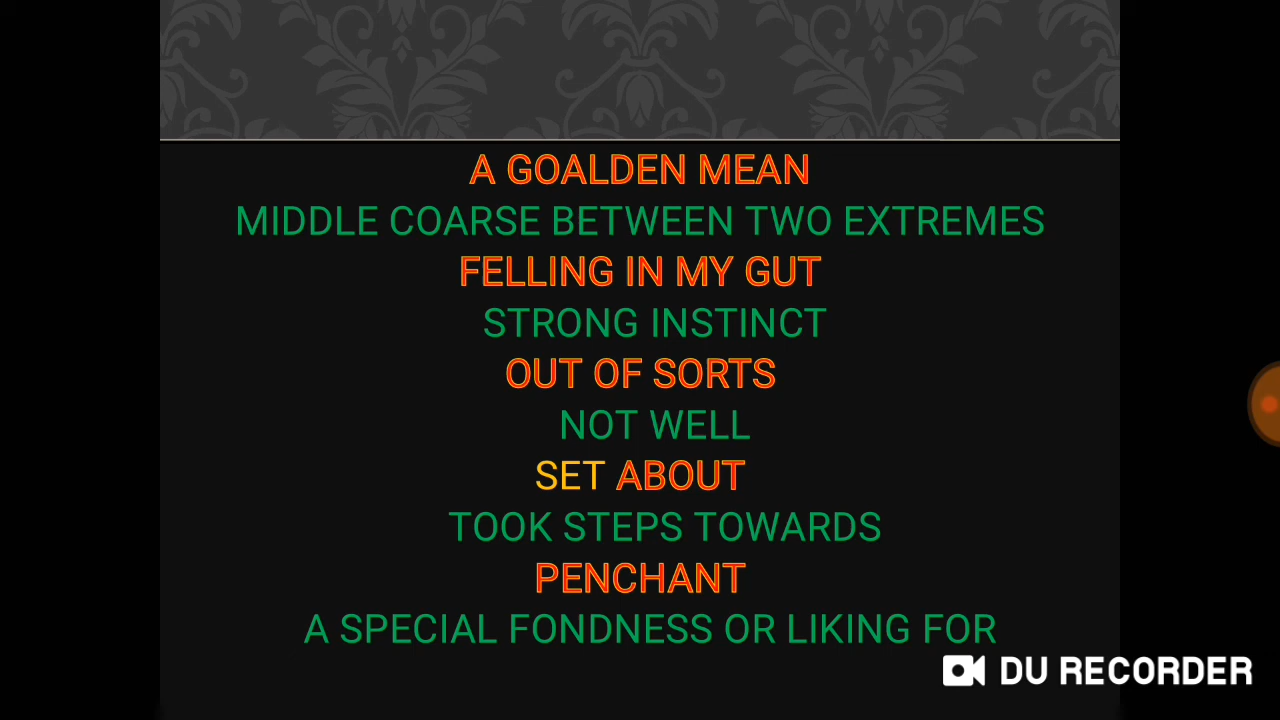 A GOALDEN MEAN
MIDDLE COARSE BETWEEN TWO EXTREMES
FELLING IN MY GUT
STRONG INSTINCT
OUT OF SORTS
NOT WELL
SET ABOUT
TOOK STEPS TOWARDS
PENCHANT
A SPECIAL FONDNESS OR LIKING FOR
DU RECORDER